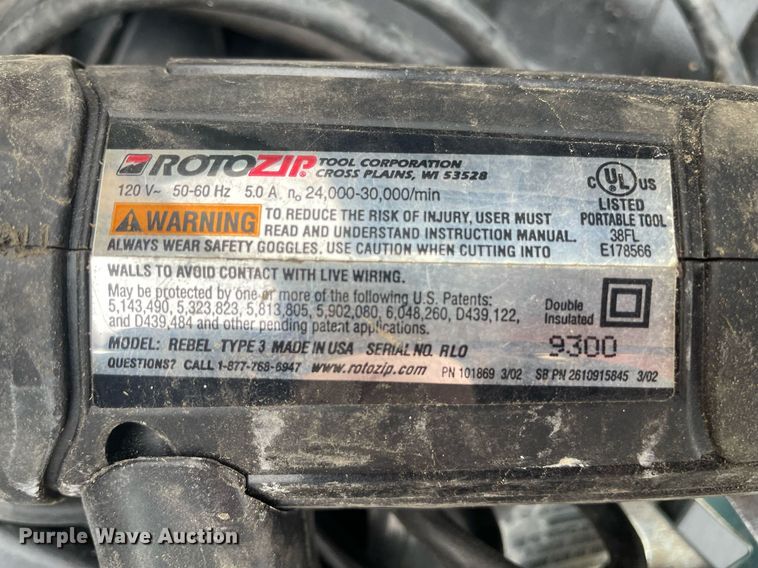 ROTOZIP® TOOL CORPORATION
CROSS PLAINS, WI 53528
120 V~ 50-60 Hz 5.0 A n₀ 24,000-30,000/min
WARNING TO REDUCE THE RISK OF INJURY, USER MUST
READ AND UNDERSTAND INSTRUCTION MANUAL.
ALWAYS WEAR SAFETY GOGGLES. USE CAUTION WHEN CUTTING INTO
C UL US
LISTED
PORTABLE TOOL
38FL
E178566
WALLS TO AVOID CONTACT WITH LIVE WIRING.
May be protected by one or more of the following U.S. Patents:
5,143,490, 5,323,823, 5,813,805, 5,902,080, 6,048,260, D439,122,
and D439,484 and other pending patent applications.
Double
Insulated
MODEL: REBEL TYPE 3 MADE IN USA SERIAL NO. RLO 9300
QUESTIONS? CALL 1-877-768-6947 www.rotozip.com PN 101869 3/02 SB PN 2610915845 3/02
Purple Wave Auction